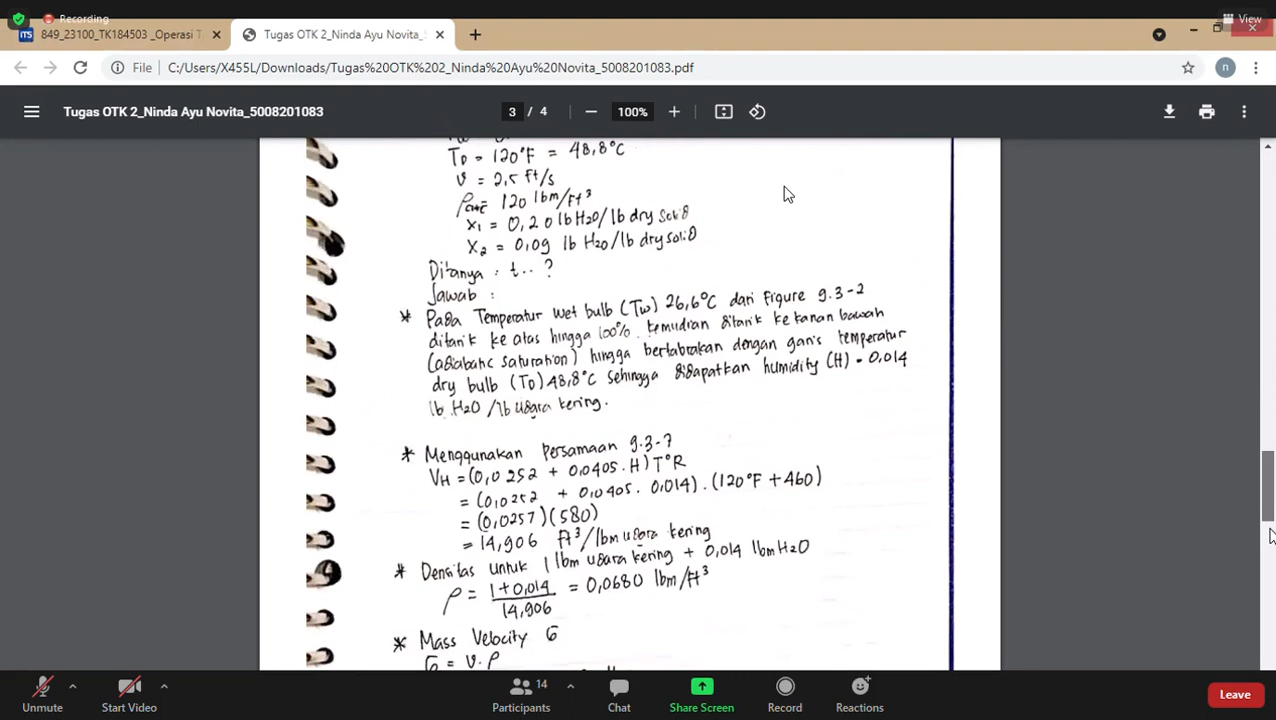 Recording
View
849_23100_TK184503 _Operasi T
Tugas OTK 2_Ninda Ayu Novita_
File
C:/Users/X455L/Downloads/Tugas%20OTK%202_Ninda%20Ayu%20Novita_5008201083.pdf
n
Tugas OTK 2_Ninda Ayu Novita_5008201083
3 / 4
100%
TD = 120°F = 48,8°C
v = 2,5 ft/s
120 lbm/ft³
X1 = 0,20 lb H2O/lb dry solid
X2 = 0,09 lb H2O/lb dry solid
Ditanya : t.. ?
Jawab :
* Pada Temperatur wet bulb (Tw) 26,6°C dari Figure 9.3-2
ditarik ke atas hingga 100% kemudian ditarik ke kanan bawah
(adiabatic saturation) hingga bertabrakan dengan garis temperatur
dry bulb (TD) 48,8°C sehingga didapatkan humidity (H) = 0.014
lb H2O/lb udara kering.
* Menggunakan Persamaan 9.3-7
VH = (0,0252 + 0,0405 . H) T°R
= (0,0252 + 0,0405 . 0,014) . (120°F + 460)
= (0,0257)(580)
= 14,906 ft³/lbm udara kering
* Densitas untuk 1 lbm udara kering + 0,014 lbm H2O
ρ = 1+0,014 = 0,0680 lbm/ft³
14,906
* Mass Velocity G
G = v . ρ
Unmute
Start Video
14
Participants
Chat
Share Screen
Record
Reactions
Leave